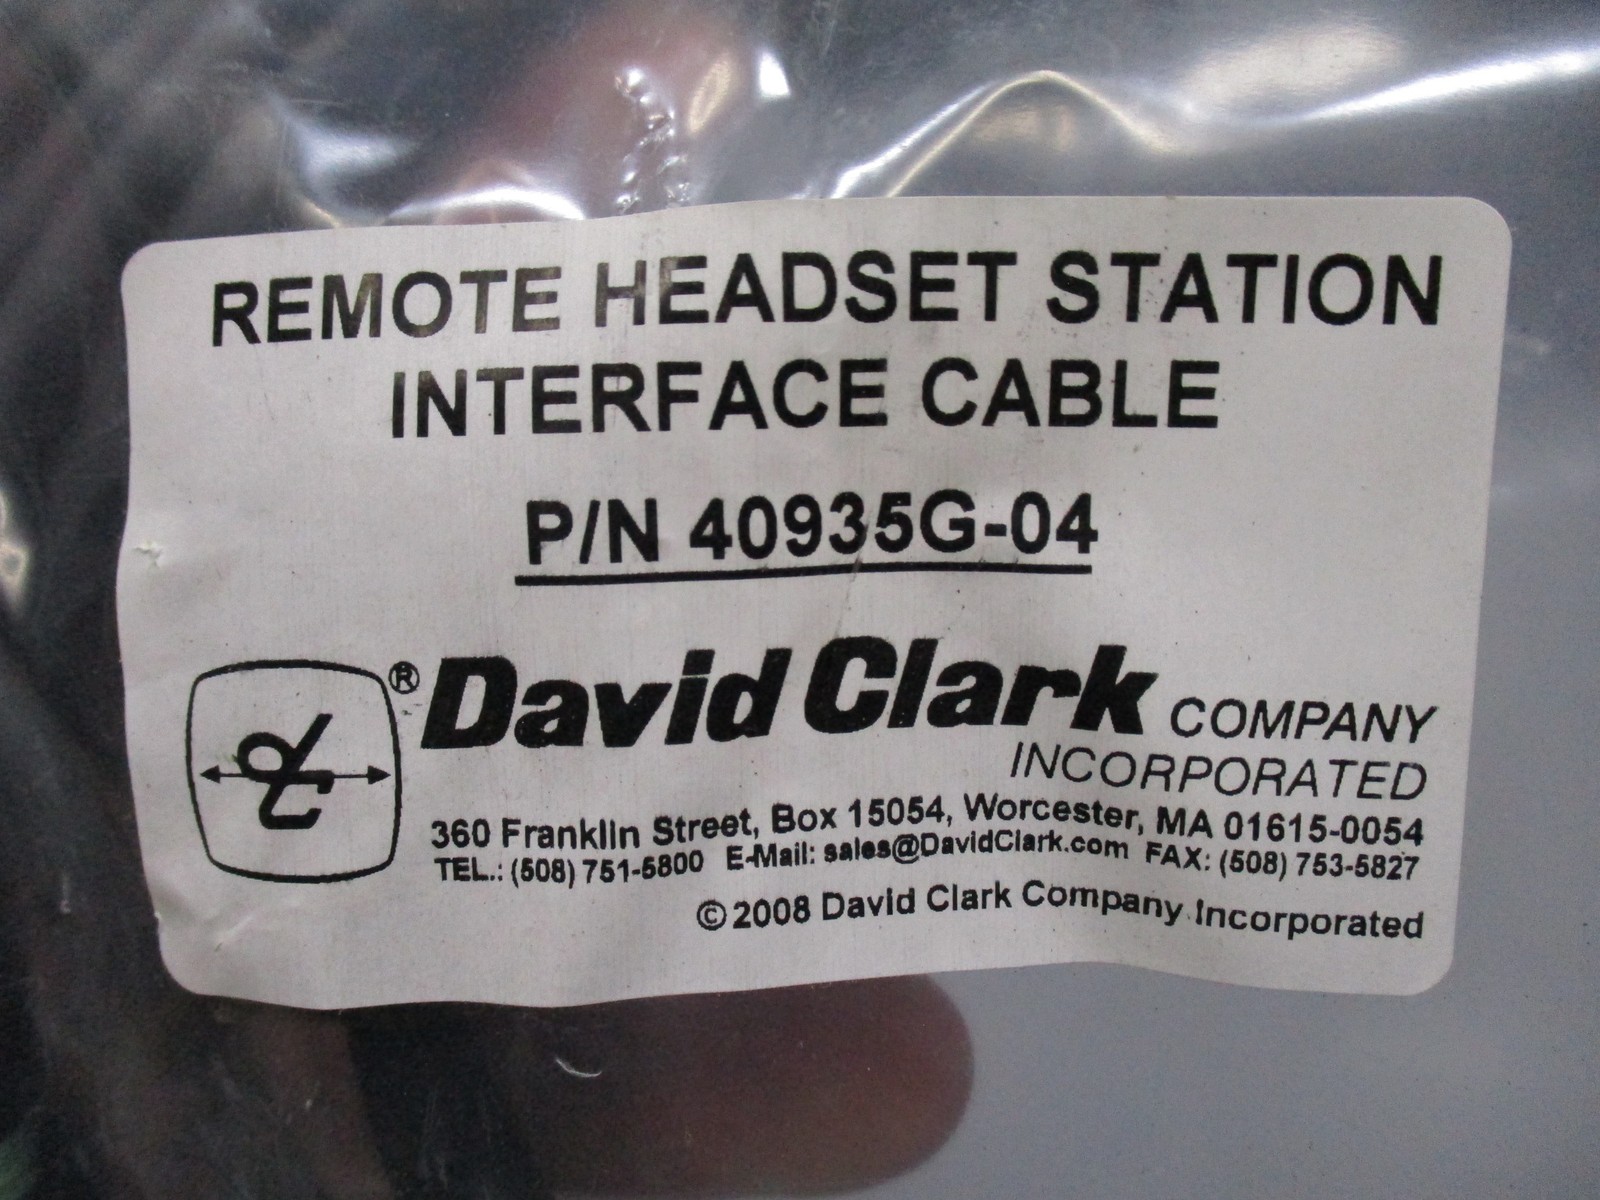 REMOTE HEADSET STATION
INTERFACE CABLE
P/N 40935G-04
® David Clark COMPANY
INCORPORATED
360 Franklin Street, Box 15054, Worcester, MA 01615-0054
TEL.: (508) 751-5800 E-Mail: sales@DavidClark.com FAX: (508) 753-5827
©2008 David Clark Company Incorporated